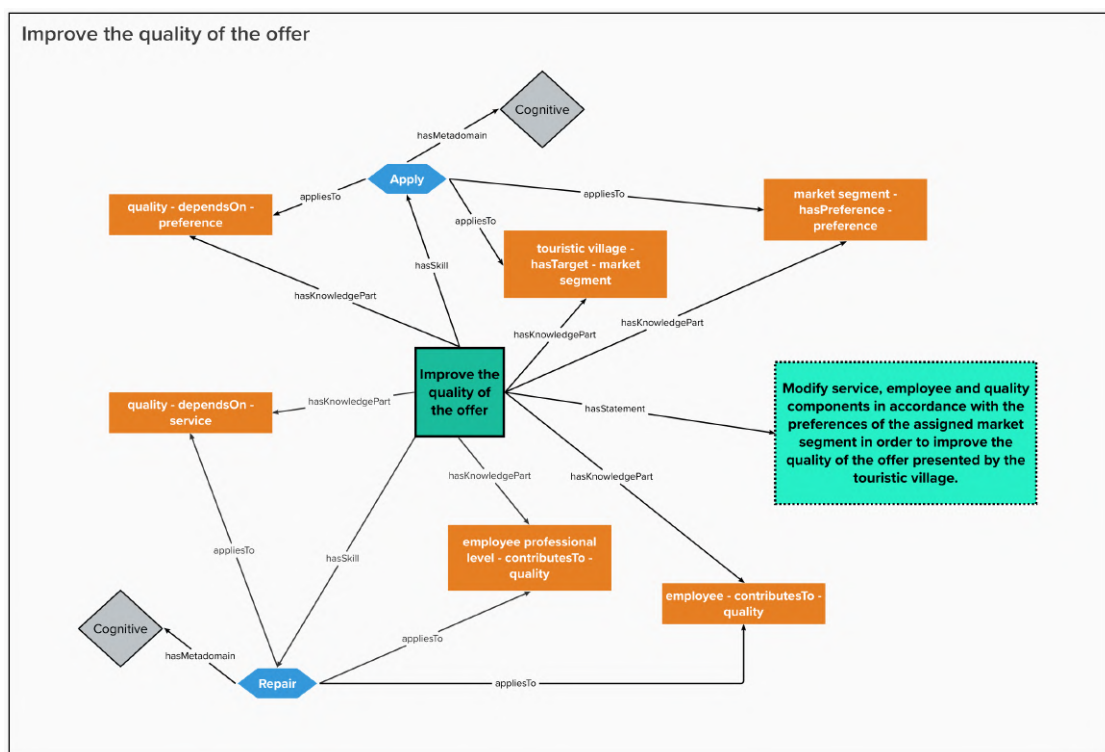 Improve the quality of the offer
Cognitive
hasMetadomain
Apply
appliesTo
appliesTo
appliesTo
quality - dependsOn -
preference
market segment -
hasPreference -
preference
touristic village -
hasTarget - market
segment
hasSkill
hasKnowledgePart
hasKnowledgePart
hasKnowledgePart
Improve the
quality of
the offer
quality - dependsOn -
service
hasKnowledgePart
hasStatement
Modify service, employee and quality
components in accordance with the
preferences of the assigned market
segment in order to improve the
quality of the offer presented by the
touristic village.
hasKnowledgePart
hasKnowledgePart
appliesTo
hasSkill
employee professional
level - contributesTo -
quality
employee - contributesTo -
quality
Cognitive
hasMetadomain
appliesTo
Repair
appliesTo